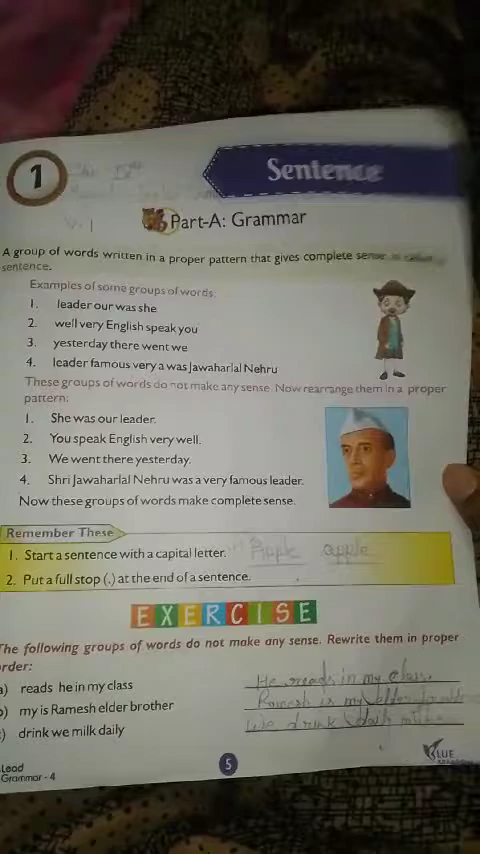 1
Sentence
Part-A: Grammar
A group of words written in a proper pattern that gives complete sense is called a
sentence.
Examples of some groups of words.
1. leader our was she
2. well very English speak you
3. yesterday there went we
4. leader famous very a was Jawaharlal Nehru
These groups of words do not make any sense. Now rearrange them in a proper
pattern:
1. She was our leader.
2. You speak English very well.
3. We went there yesterday.
4. Shri Jawaharlal Nehru was a very famous leader.
Now these groups of words make complete sense.
Remember These
1. Start a sentence with a capital letter. Apple apple
2. Put a full stop (.) at the end of a sentence.
EXERCISE
The following groups of words do not make any sense. Rewrite them in proper
order:
a) reads he in my class He reads in my class.
b) my is Ramesh elder brother Ramesh is my elder
c) drink we milk daily We drink daily milk
Lead
Grammar - 4
5